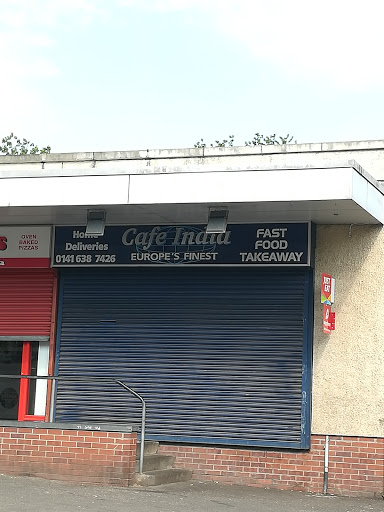 OVEN
BAKED
PIZZAS
Home
Deliveries
0141 638 7426
Cafe India
EUROPE'S FINEST
FAST
FOOD
TAKEAWAY